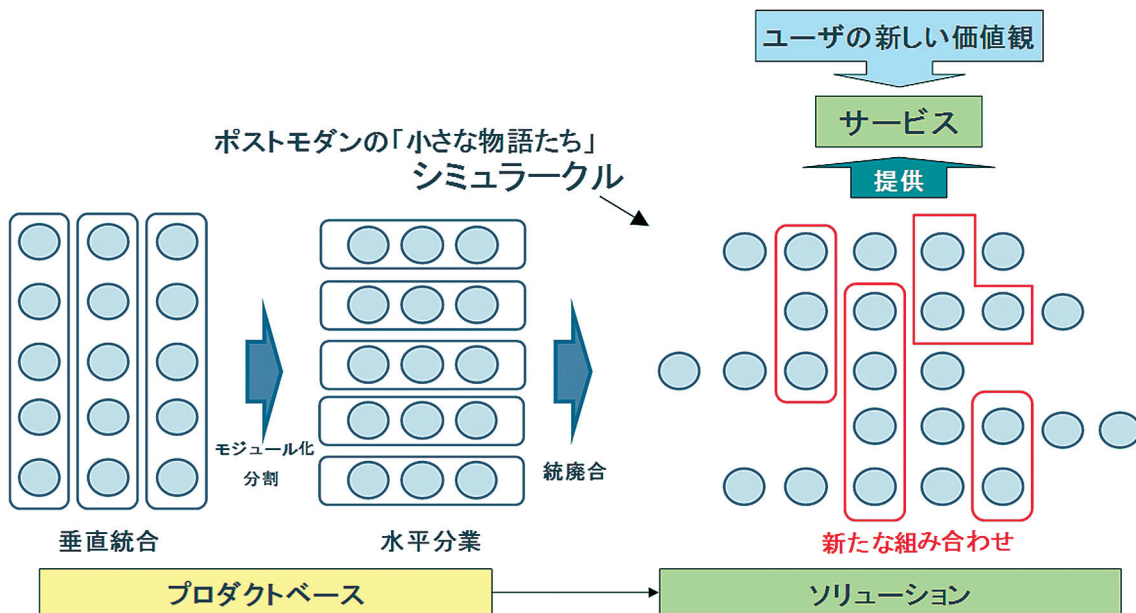 ユーザの新しい価値観
サービス
提供
ポストモダンの「小さな物語たち」
シミュラークル
モジュール化
分割
統廃合
垂直統合
水平分業
新たな組み合わせ
プロダクトベース
ソリューション